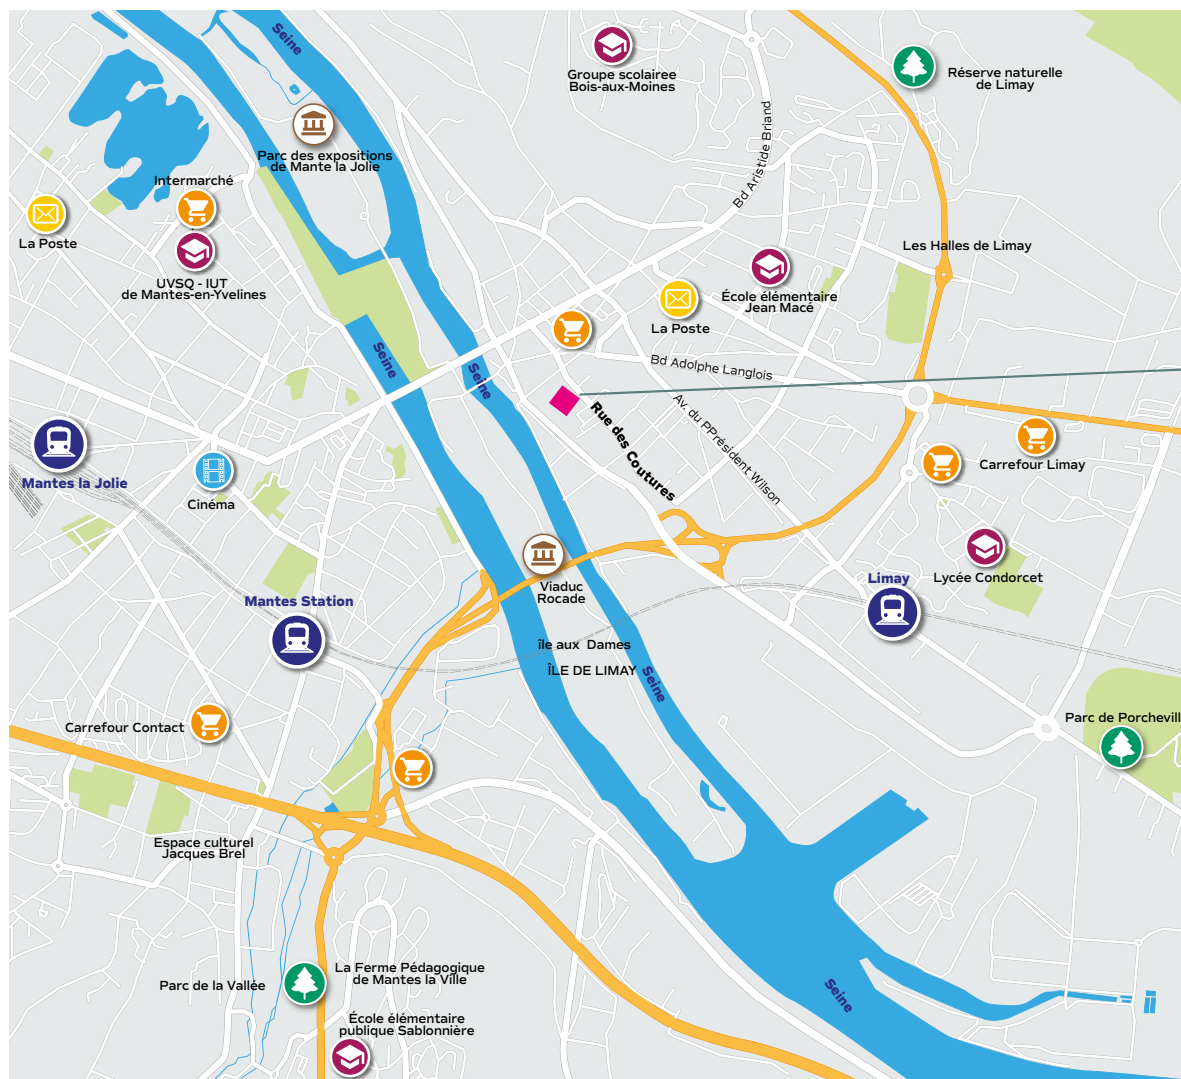 Seine
Groupe scolairee
Bois-aux-Moines
Réserve naturelle
de Limay
Bd Aristide Briand
Parc des expositions
de Mante la Jolie
Intermarché
La Poste
UVSQ - IUT
de Mantes-en-Yvelines
Les Halles de Limay
École élémentaire
Jean Macé
La Poste
Seine
Seine
Bd Adolphe Langlois
Rue des Coutures
Av. du PPrésident Wilson
Mantes la Jolie
Cinéma
Carrefour Limay
Mantes Station
Viaduc
Rocade
Limay
Lycée Condorcet
île aux Dames
ÎLE DE LIMAY
Seine
Carrefour Contact
Parc de Porchevill
Espace culturel
Jacques Brel
Parc de la Vallée
La Ferme Pédagogique
de Mantes la Ville
École élémentaire
publique Sablonnière
Seine